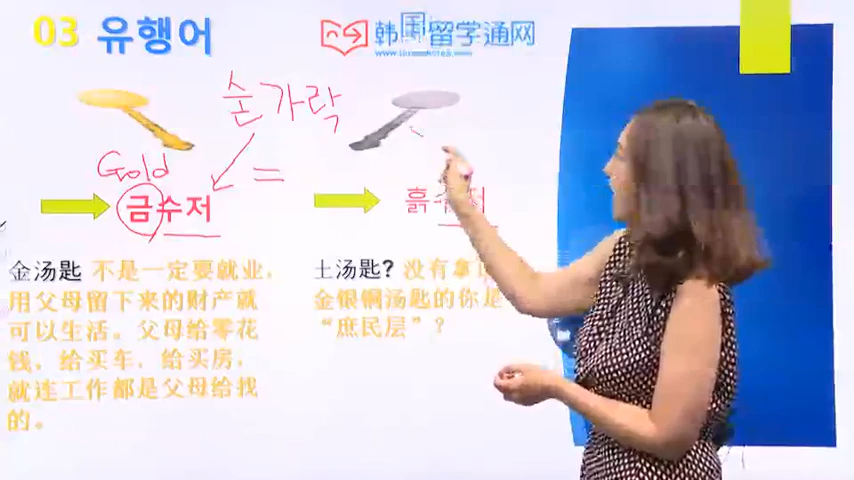 03 유행어
韩国留学通网
숟가락
Gold
=
금수저
흙수저
金汤匙 不是一定要就业,
用父母留下来的财产就
可以生活。父母给零花
钱, 给买车, 给买房,
就连工作都是父母给找
的。
土汤匙? 没有拿
金银铜汤匙的你是
“庶民层”?